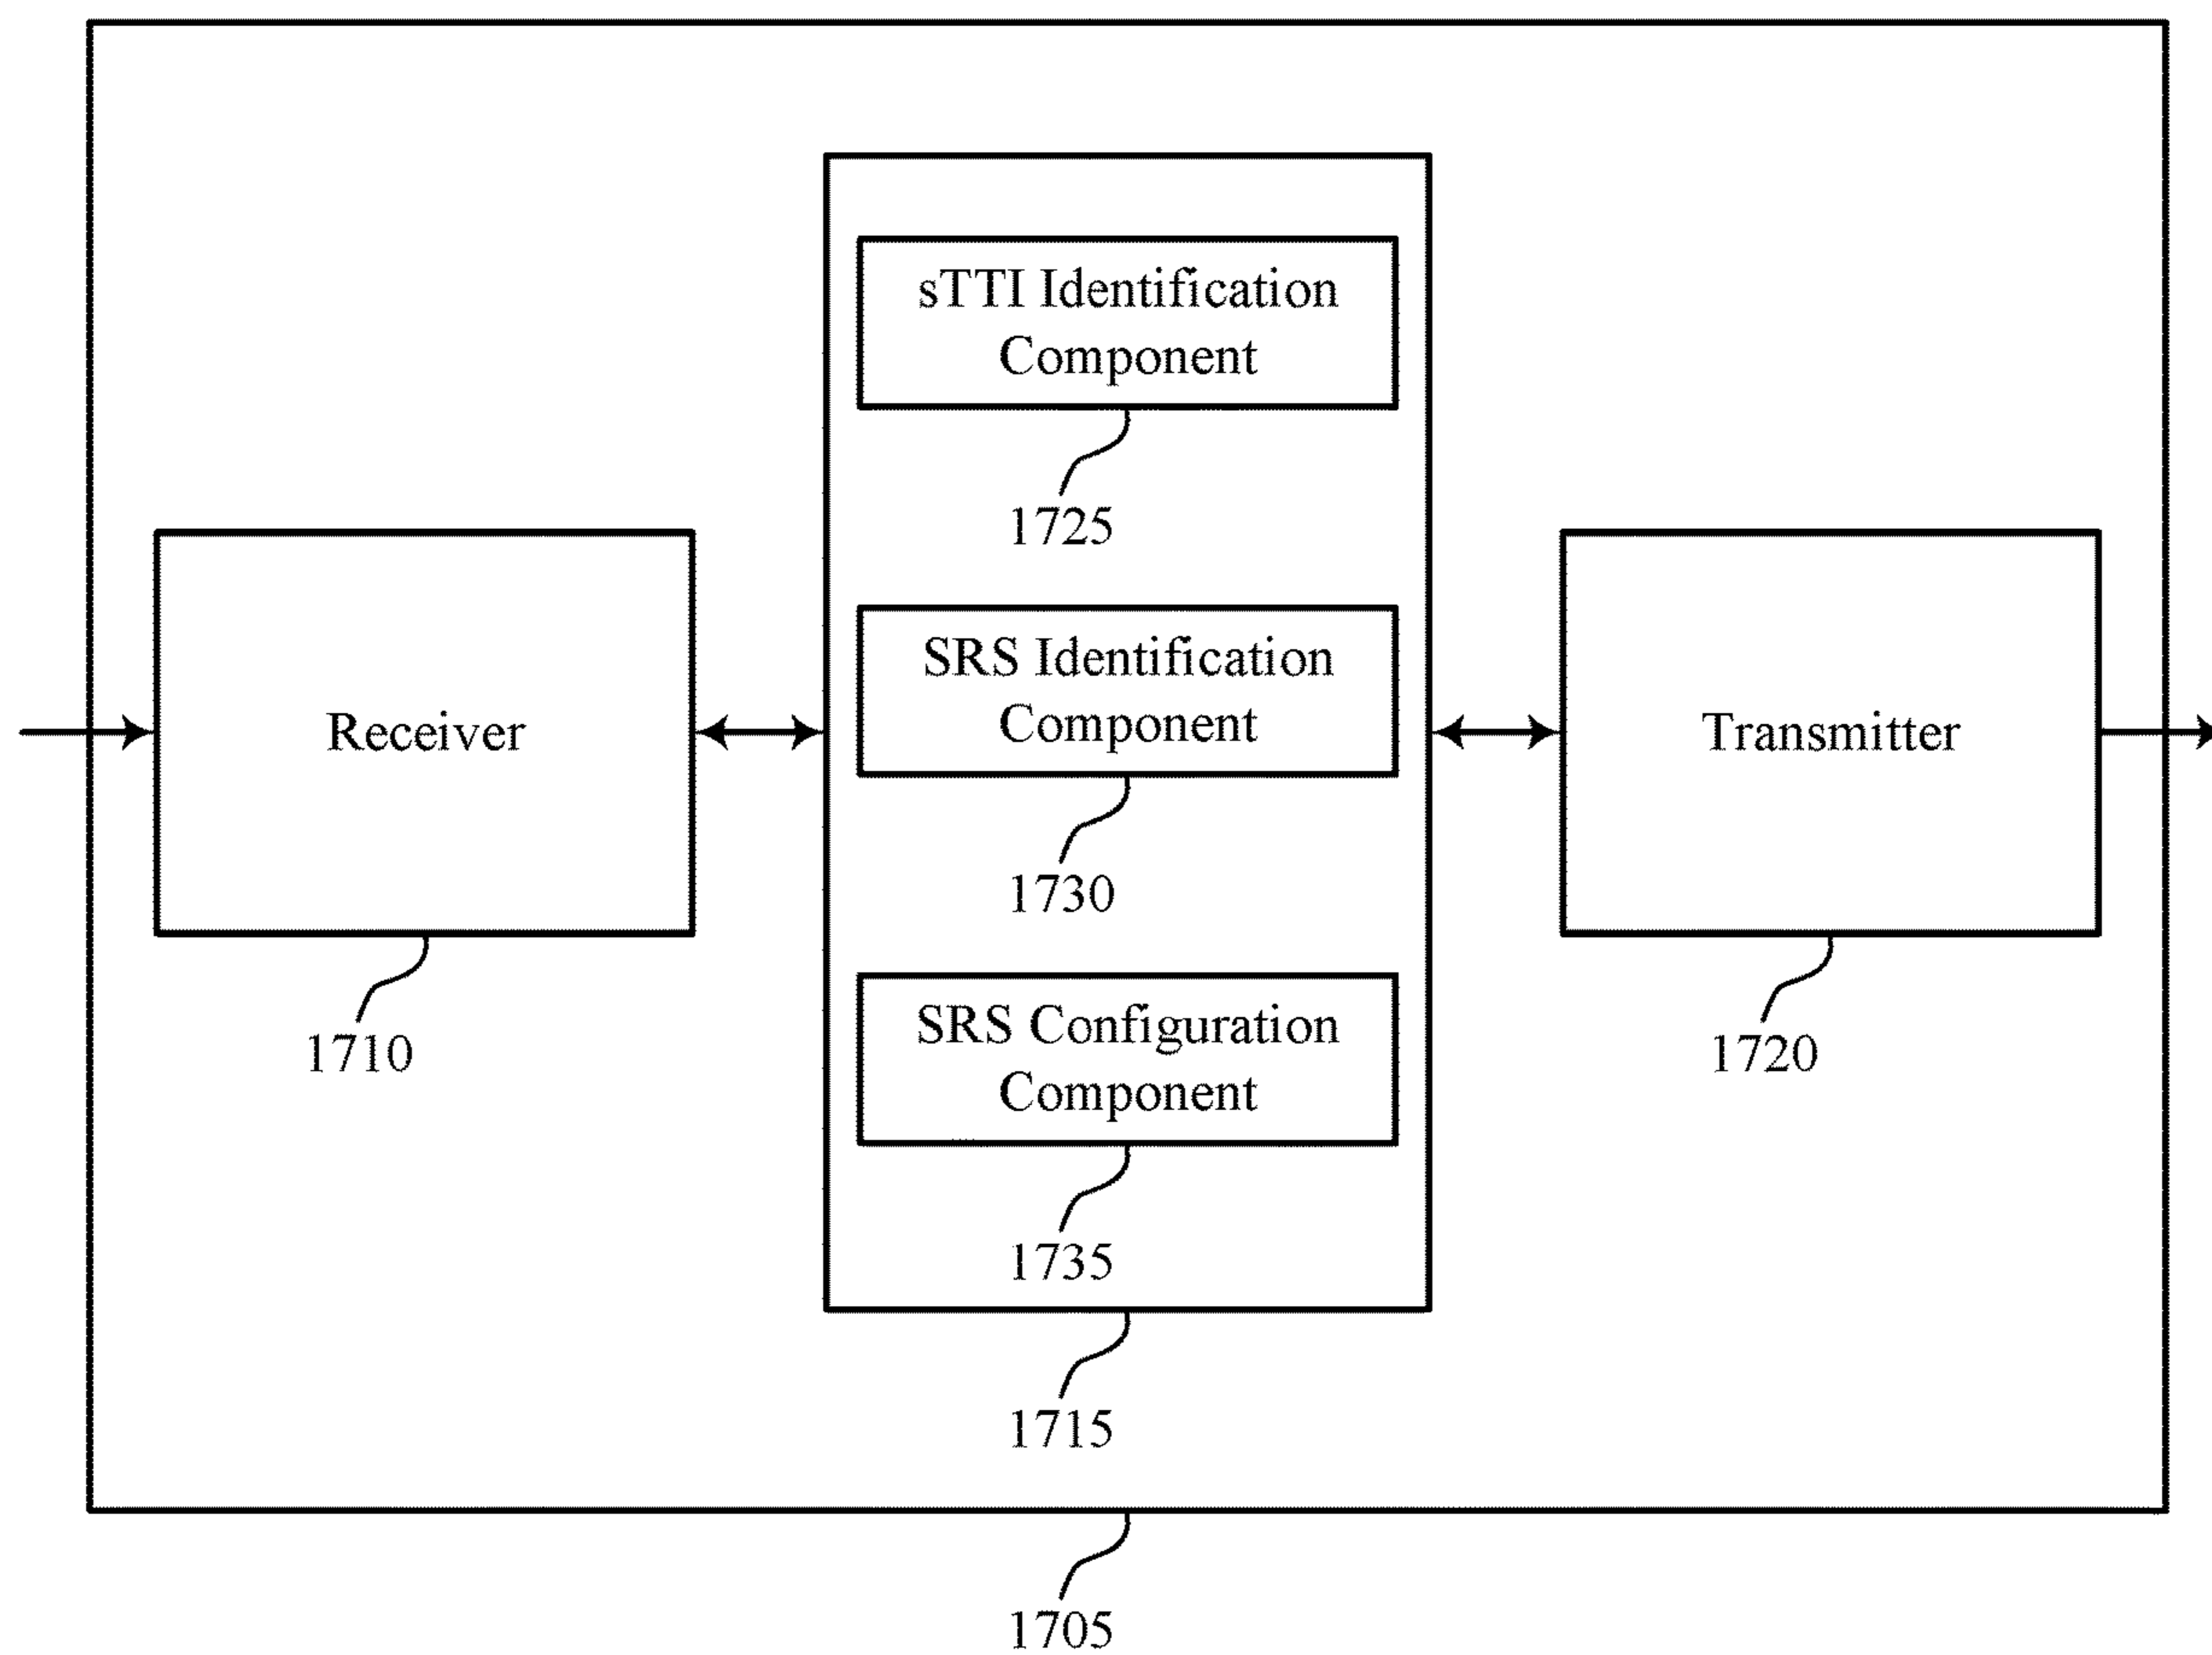 sTTI Identification
Component
1725
SRS Identification
Component
1730
SRS Configuration
Component
1735
1715
Receiver
1710
Transmitter
1720
1705